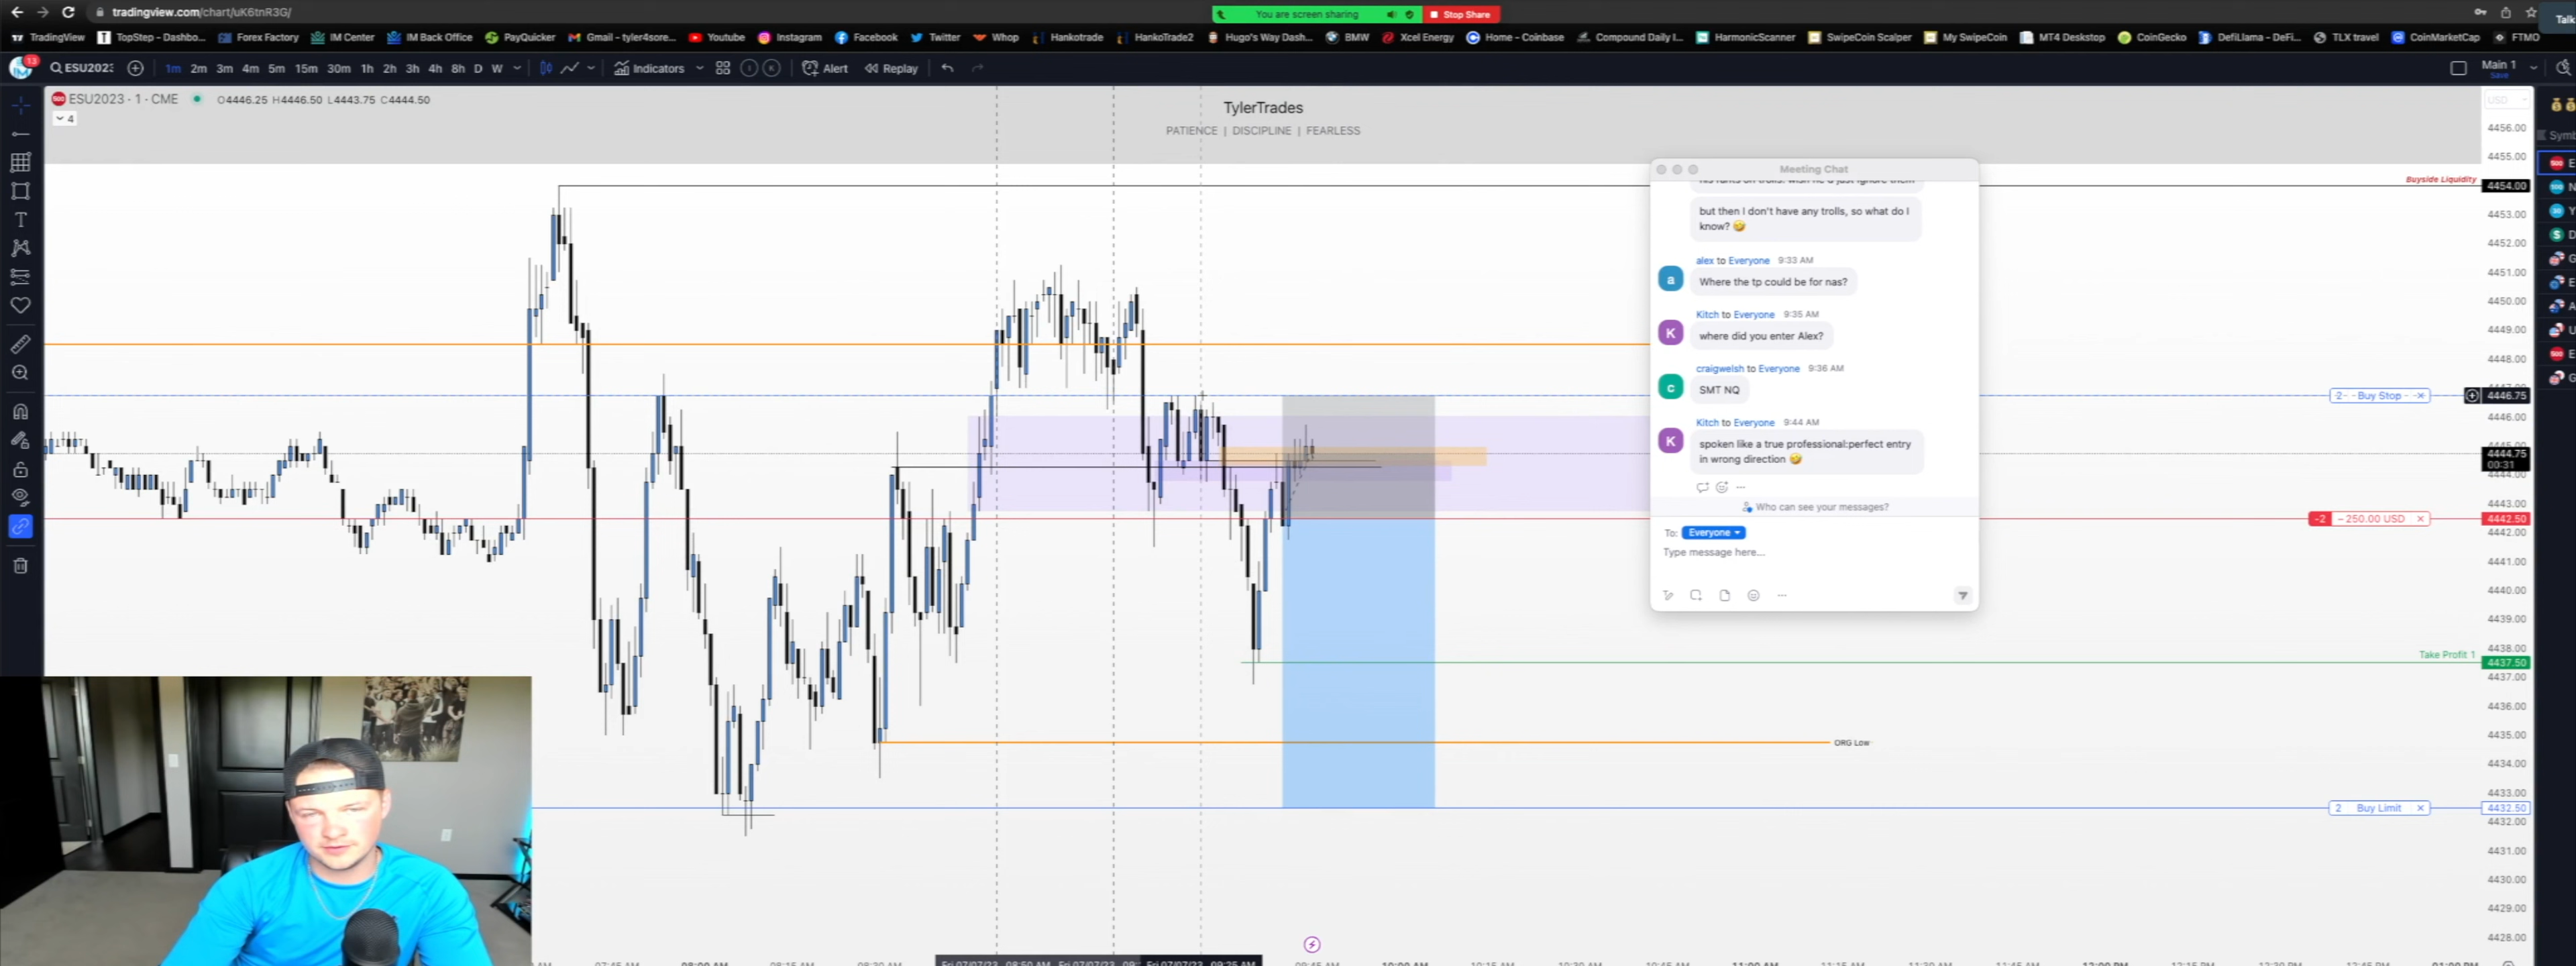 tradingview.com/chart/uK6tnR3G/
You are screen sharing
Stop Share
Talk
TradingView
TopStep - Dashbo...
Forex Factory
IM Center
IM Back Office
PayQuicker
Gmail - tyler4sore...
Youtube
Instagram
Facebook
Twitter
Whop
Hankotrade
HankoTrade2
Hugo's Way Dash...
BMW
Xcel Energy
Home - Coinbase
Compound Daily I...
HarmonicScanner
SwipeCoin Scalper
My SwipeCoin
MT4 Desktop
CoinGecko
DefiLlama - DeFi...
TLX travel
CoinMarketCap
FTMO
13
ESU2023
1m 2m 3m 4m 5m 15m 30m 1h 2h 3h 4h 8h D W
Indicators
Alert
Replay
Main 1
Save
ESU2023 · 1 · CME
O4446.25 H4446.50 L4443.75 C4444.50
4
TylerTrades
PATIENCE | DISCIPLINE | FEARLESS
USD
Symb
4456.00
4455.00
Buyside Liquidity
4454.00
4453.00
4452.00
4451.00
4450.00
4449.00
4448.00
2
Buy Stop
4446.75
4446.00
4444.75
00:31
4443.00
-2
-250.00 USD
4442.50
4442.00
4441.00
4440.00
4439.00
4438.00
Take Profit 1
4437.50
4437.00
4436.00
4435.00
ORG Low
4434.00
4433.00
2
Buy Limit
4432.50
4432.00
4431.00
4430.00
4429.00
4428.00
Meeting Chat
but then I don't have any trolls, so what do I
know? 🤣
alex to Everyone 9:33 AM
a
Where the tp could be for nas?
Kitch to Everyone 9:35 AM
K
where did you enter Alex?
craigwelsh to Everyone 9:36 AM
c
SMT NQ
Kitch to Everyone 9:44 AM
K
spoken like a true professional:perfect entry
in wrong direction 🤣
Who can see your messages?
To: Everyone
Type message here...